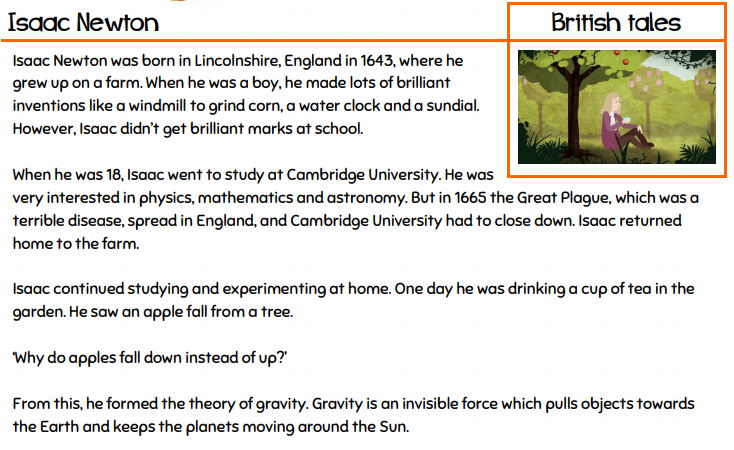 Isaac Newton
British tales
Isaac Newton was born in Lincolnshire, England in 1643, where he
grew up on a farm. When he was a boy, he made lots of brilliant
inventions like a windmill to grind corn, a water clock and a sundial.
However, Isaac didn't get brilliant marks at school.
When he was 18, Isaac went to study at Cambridge University. He was
very interested in physics, mathematics and astronomy. But in 1665 the Great Plague, which was a
terrible disease, spread in England, and Cambridge University had to close down. Isaac returned
home to the farm.
Isaac continued studying and experimenting at home. One day he was drinking a cup of tea in the
garden. He saw an apple fall from a tree.
'Why do apples fall down instead of up?'
From this, he formed the theory of gravity. Gravity is an invisible force which pulls objects towards
the Earth and keeps the planets moving around the Sun.